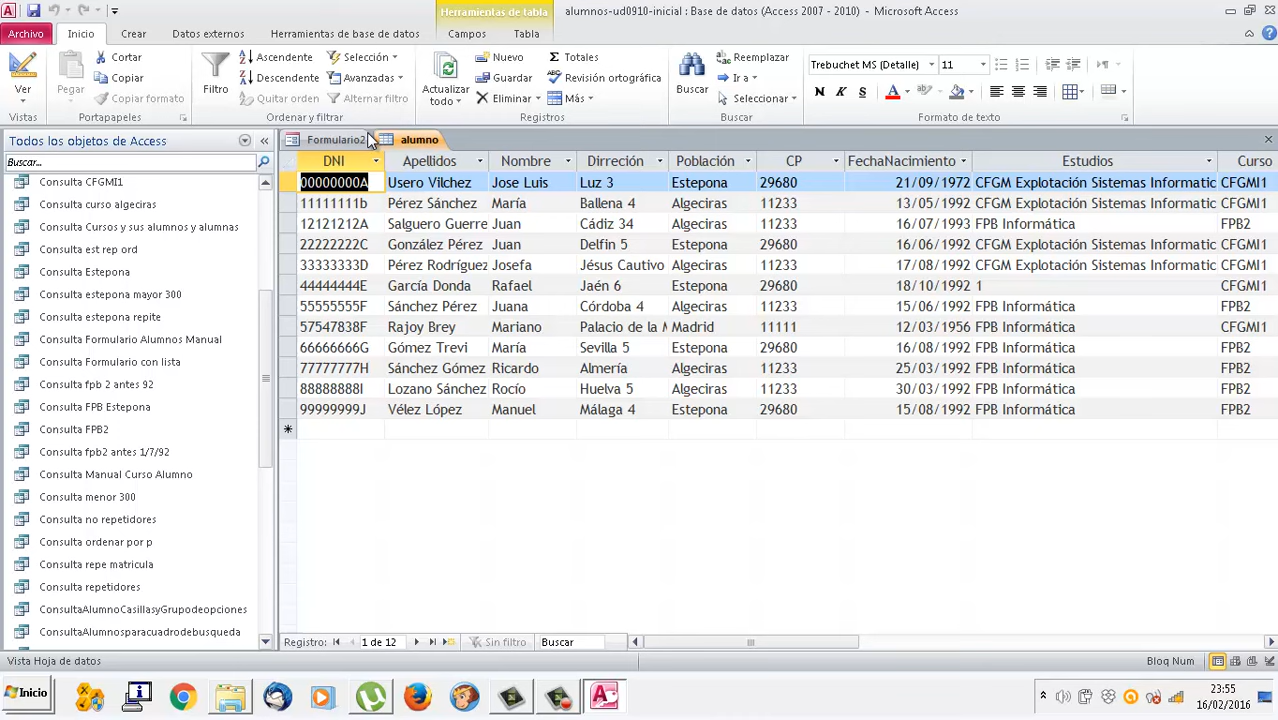 Herramientas de tabla
alumnos-ud0910-inicial : Base de datos (Access 2007 - 2010) - Microsoft Access
Archivo Inicio Crear Datos externos Herramientas de base de datos Campos Tabla
Ver
Vistas
Pegar
Cortar
Copiar
Copiar formato
Portapapeles
Filtro
Ascendente
Descendente
Quitar orden
Selección
Avanzadas
Alternar filtro
Ordenar y filtrar
Actualizar
todo
Nuevo
Guardar
Eliminar
Totales
Revisión ortográfica
Más
Registros
Buscar
Reemplazar
Ir a
Seleccionar
Buscar
Trebuchet MS (Detalle) 11
N K S A
Formato de texto
Todos los objetos de Access
Buscar...
Consulta CFGM1
Consulta curso algeciras
Consulta Cursos y sus alumnos y alumnas
Consulta est rep ord
Consulta Estepona
Consulta estepona mayor 300
Consulta estepona repite
Consulta Formulario Alumnos Manual
Consulta Formulario con lista
Consulta fpb 2 antes 92
Consulta FPB Estepona
Consulta FPB2
Consulta fpb2 antes 1/7/92
Consulta Manual Curso Alumno
Consulta menor 300
Consulta no repetidores
Consulta ordenar por p
Consulta repe matricula
Consulta repetidores
ConsultaAlumnoCasillasyGrupodeopciones
ConsultaAlumnosparacuadrodebusqueda
Formulario2 alumno
DNI Apellidos Nombre Dirreción Población CP FechaNacimiento Estudios Curso
00000000A Usero Vilchez Jose Luis Luz 3 Estepona 29680 21/09/1972 CFGM Explotación Sistemas Informatic CFGMI1
11111111b Pérez Sánchez María Ballena 4 Algeciras 11233 13/05/1992 CFGM Explotación Sistemas Informatic CFGMI1
12121212A Salguero Guerre Juan Cádiz 34 Algeciras 11233 16/07/1993 FPB Informática FPB2
22222222C González Pérez Juan Delfin 5 Estepona 29680 16/06/1992 CFGM Explotación Sistemas Informatic CFGMI1
33333333D Pérez Rodríguez Josefa Jésus Cautivo Algeciras 11233 17/08/1992 CFGM Explotación Sistemas Informatic CFGMI1
44444444E García Donda Rafael Jaén 6 Estepona 29680 18/10/1992 1 CFGMI1
55555555F Sánchez Pérez Juana Córdoba 4 Algeciras 11233 15/06/1992 FPB Informática FPB2
57547838F Rajoy Brey Mariano Palacio de la M Madrid 11111 12/03/1956 FPB Informática CFGMI1
66666666G Gómez Trevi María Sevilla 5 Estepona 29680 16/08/1992 FPB Informática FPB2
77777777H Sánchez Gómez Ricardo Almería Algeciras 11233 25/03/1992 FPB Informática FPB2
88888888I Lozano Sánchez Rocío Huelva 5 Algeciras 11233 30/03/1992 FPB Informática FPB2
99999999J Vélez López Manuel Málaga 4 Estepona 29680 15/08/1992 FPB Informática FPB2
Registro: 1 de 12 Sin filtro Buscar
Vista Hoja de datos Bloq Num
Inicio
23:55
16/02/2016